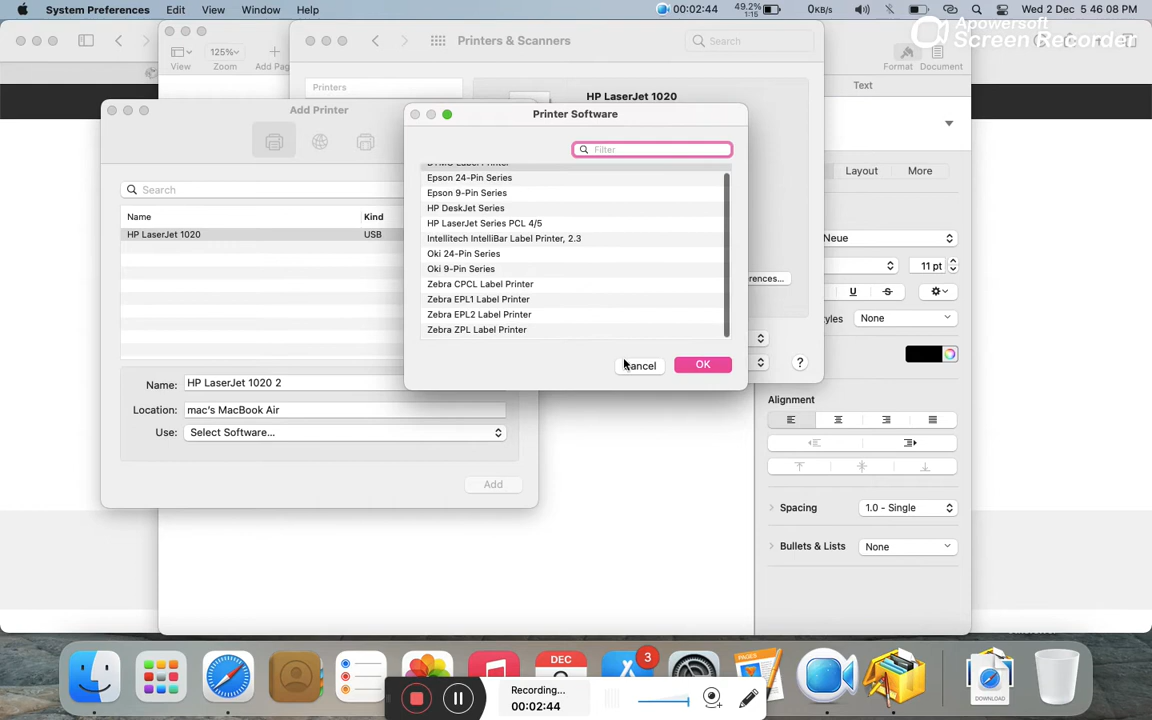 System Preferences Edit View Window Help
00:02:44 49.2% 1:15 0KB/s Wed 2 Dec 5 46 08 PM
Apowersoft
Screen Recorder
View
125%
Zoom
Add Pag
Printers & Scanners
Search
Format
Document
Printers
HP LaserJet 1020
Text
Add Printer
Printer Software
Filter
Search
Name Kind
HP LaserJet 1020 USB
Epson 24-Pin Series
Epson 9-Pin Series
HP DeskJet Series
HP LaserJet Series PCL 4/5
Intellitech IntelliBar Label Printer, 2.3
Oki 24-Pin Series
Oki 9-Pin Series
Zebra CPCL Label Printer
Zebra EPL1 Label Printer
Zebra EPL2 Label Printer
Zebra ZPL Label Printer
Cancel
OK
?
Layout
More
Neue
11 pt
rences...
U S
yles
None
Name: HP LaserJet 1020 2
Location: mac's MacBook Air
Use: Select Software...
Add
Alignment
Spacing
1.0 - Single
Bullets & Lists
None
3
DEC
PAGES
DOWNLOAD
Recording...
00:02:44